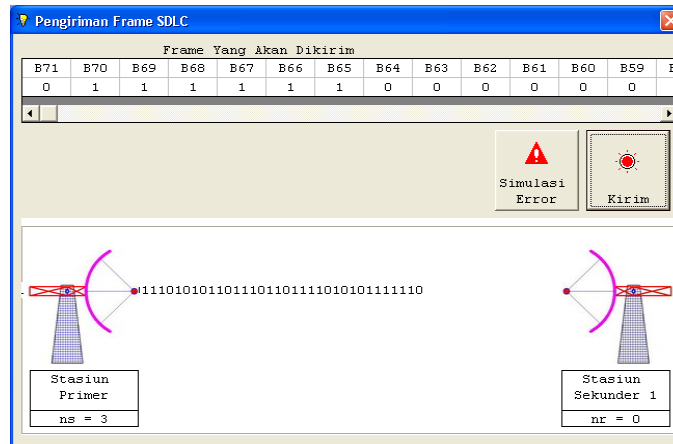 Pengiriman Frame SDLC
Frame Yang Akan Dikirim
B71 B70 B69 B68 B67 B66 B65 B64 B63 B62 B61 B60 B59
0 1 1 1 1 1 1 0 0 0 0 0 0
Simulasi Error
Kirim
1110101011011101101111010101111110
Stasiun Primer
ns = 3
Stasiun Sekunder 1
nr = 0